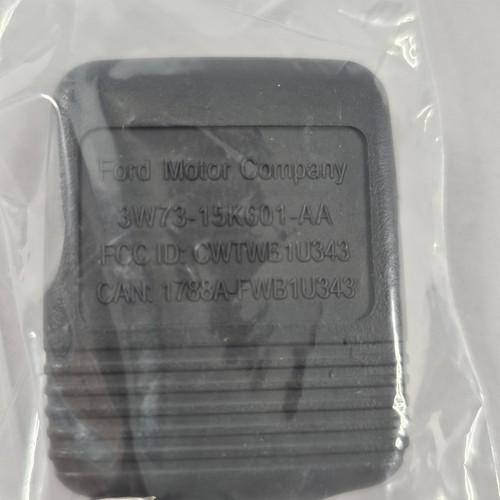 Ford Motor Company
3W73-15K601-AA
FCC ID: CWTWB1U343
CAN: 1788A-FWB1U343